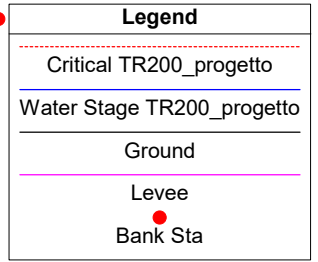 Legend
Critical TR200_progetto
Water Stage TR200_progetto
Ground
Levee
Bank Sta